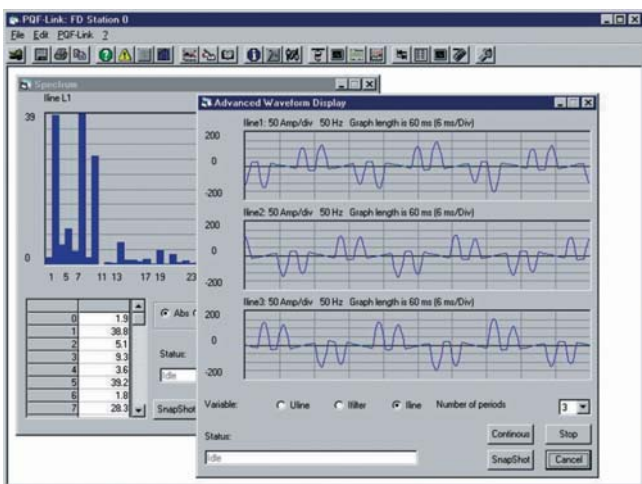 PQF-Link: FD Station 0
File Edit PQF-Link ?
Spectrum
Iline L1
39
0
1 5 7 11 13 17 19 23
0 1.9
1 38.8
2 5.1
3 9.3
4 3.6
5 39.2
6 1.8
7 28.3
Abs
Status:
Idle
SnapShot
Advanced Waveform Display
Iline1: 50 Amp/div 50 Hz Graph length is 60 ms (6 ms/Div)
200
0
-200
Iline2: 50 Amp/div 50 Hz Graph length is 60 ms (6 ms/Div)
200
0
-200
Iline3: 50 Amp/div 50 Hz Graph length is 60 ms (6 ms/Div)
200
0
-200
Variable: Uline Ifilter Iline Number of periods 3
Status:
Idle
Continous Stop
SnapShot Cancel